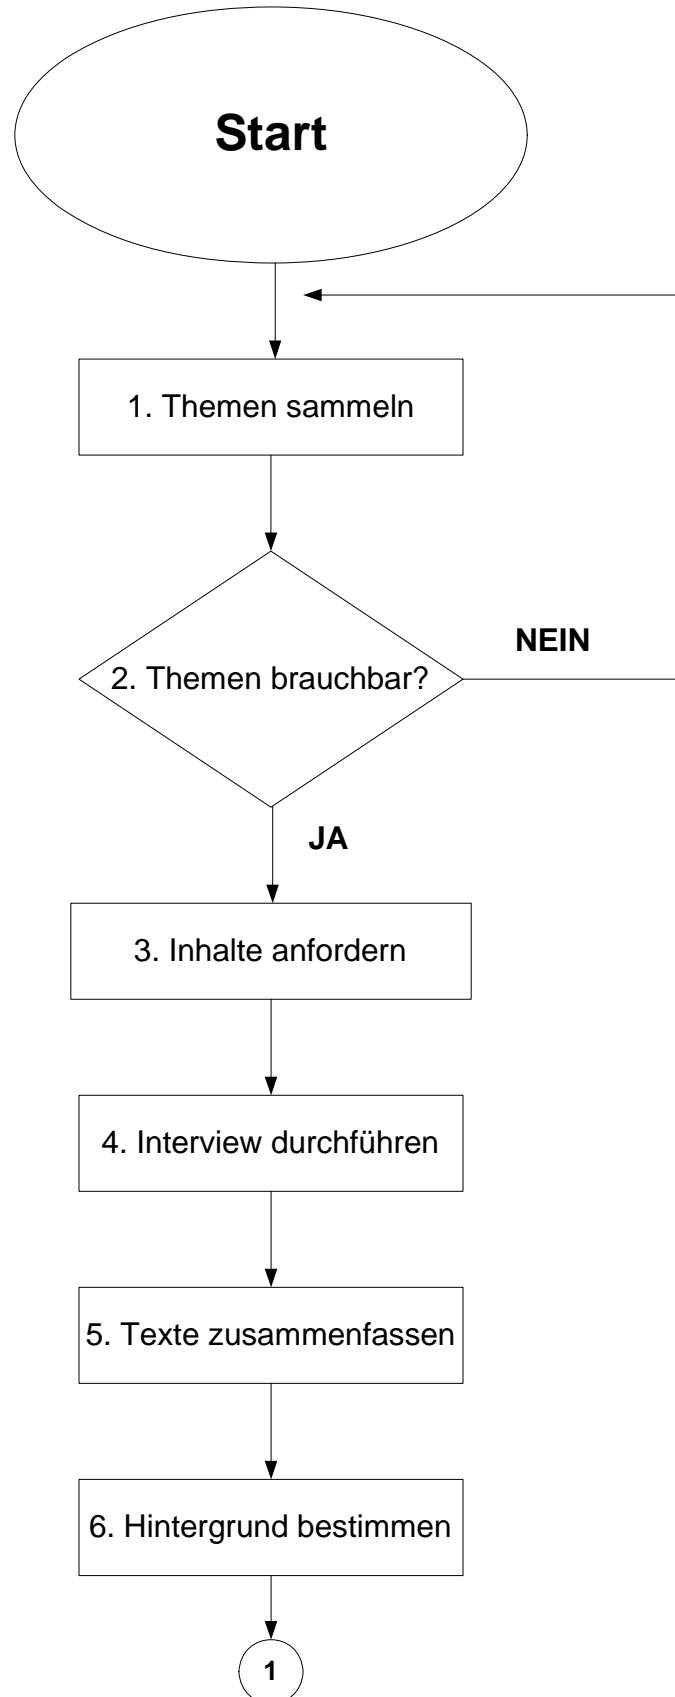 Start
1. Themen sammeln
NEIN
2. Themen brauchbar?
JA
3. Inhalte anfordern
4. Interview durchführen
5. Texte zusammenfassen
6. Hintergrund bestimmen
1